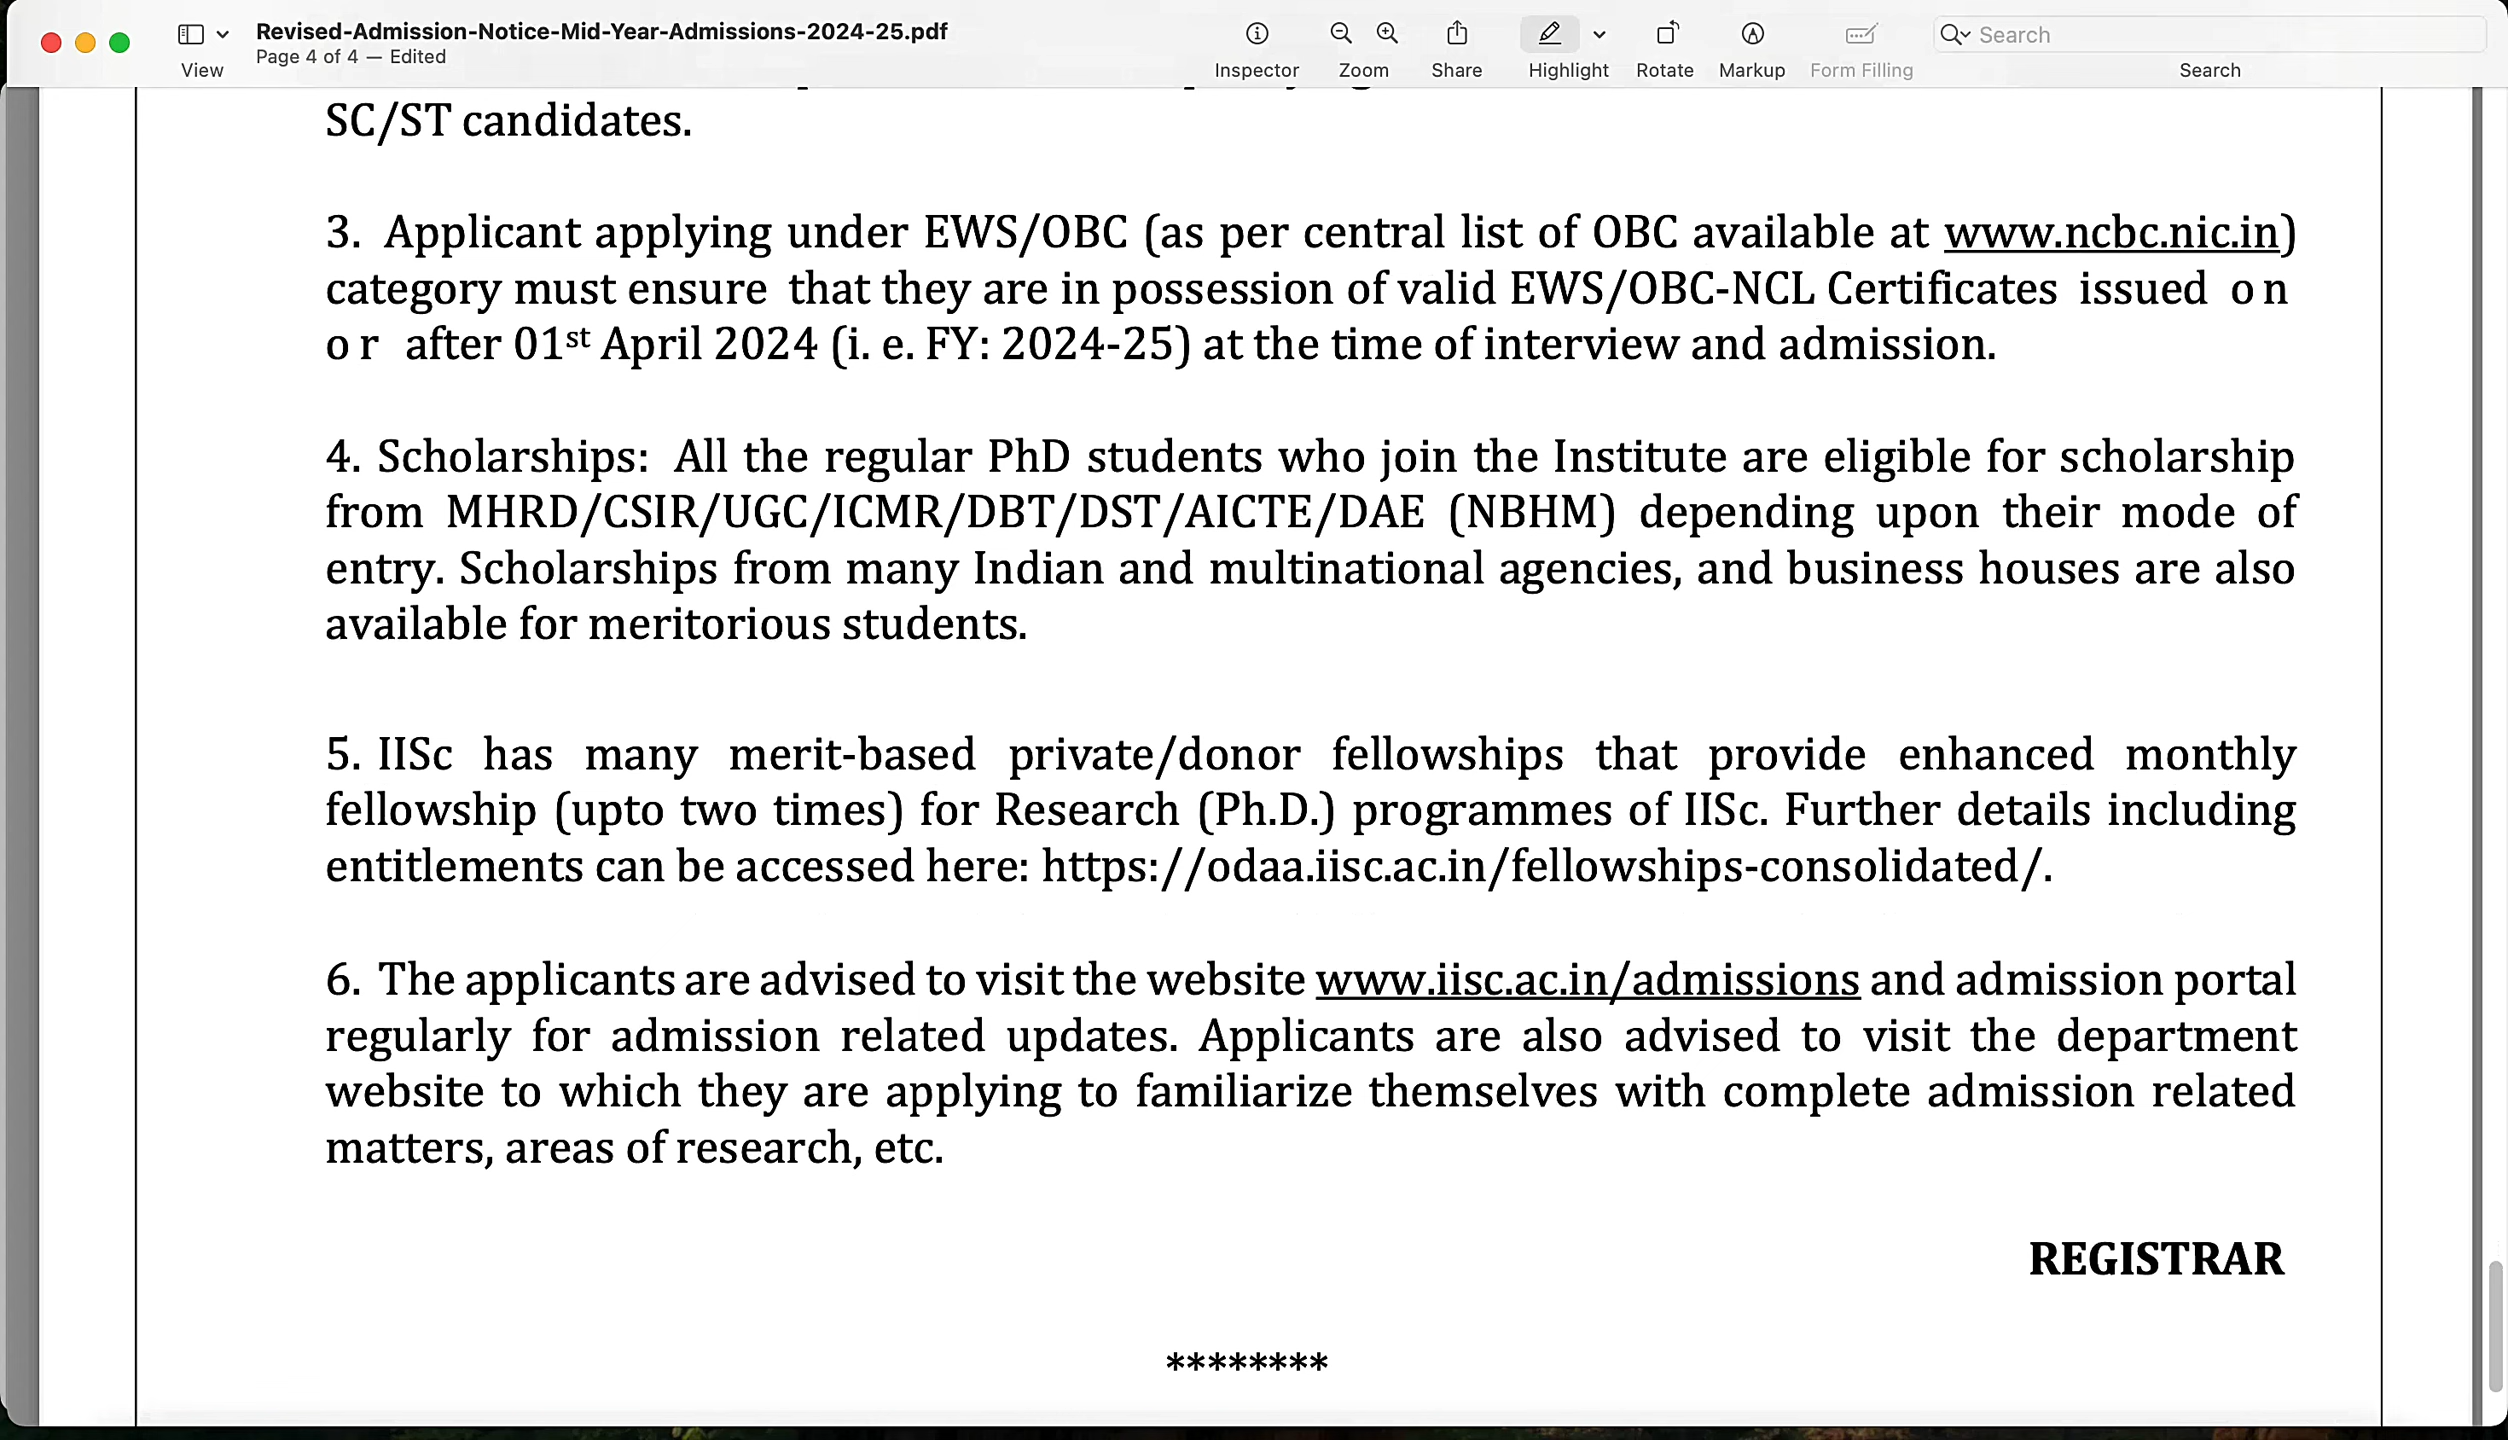 Revised-Admission-Notice-Mid-Year-Admissions-2024-25.pdf
Page 4 of 4 — Edited
View
Inspector
Zoom
Share
Highlight
Rotate
Markup
Form Filling
Search
Search
SC/ST candidates.
3. Applicant applying under EWS/OBC (as per central list of OBC available at www.ncbc.nic.in)
category must ensure that they are in possession of valid EWS/OBC-NCL Certificates issued o n
o r after 01st April 2024 (i. e. FY: 2024-25) at the time of interview and admission.
4. Scholarships: All the regular PhD students who join the Institute are eligible for scholarship
from MHRD/CSIR/UGC/ICMR/DBT/DST/AICTE/DAE (NBHM) depending upon their mode of
entry. Scholarships from many Indian and multinational agencies, and business houses are also
available for meritorious students.
5. IISc has many merit-based private/donor fellowships that provide enhanced monthly
fellowship (upto two times) for Research (Ph.D.) programmes of IISc. Further details including
entitlements can be accessed here: https://odaa.iisc.ac.in/fellowships-consolidated/.
6. The applicants are advised to visit the website www.iisc.ac.in/admissions and admission portal
regularly for admission related updates. Applicants are also advised to visit the department
website to which they are applying to familiarize themselves with complete admission related
matters, areas of research, etc.
REGISTRAR
********